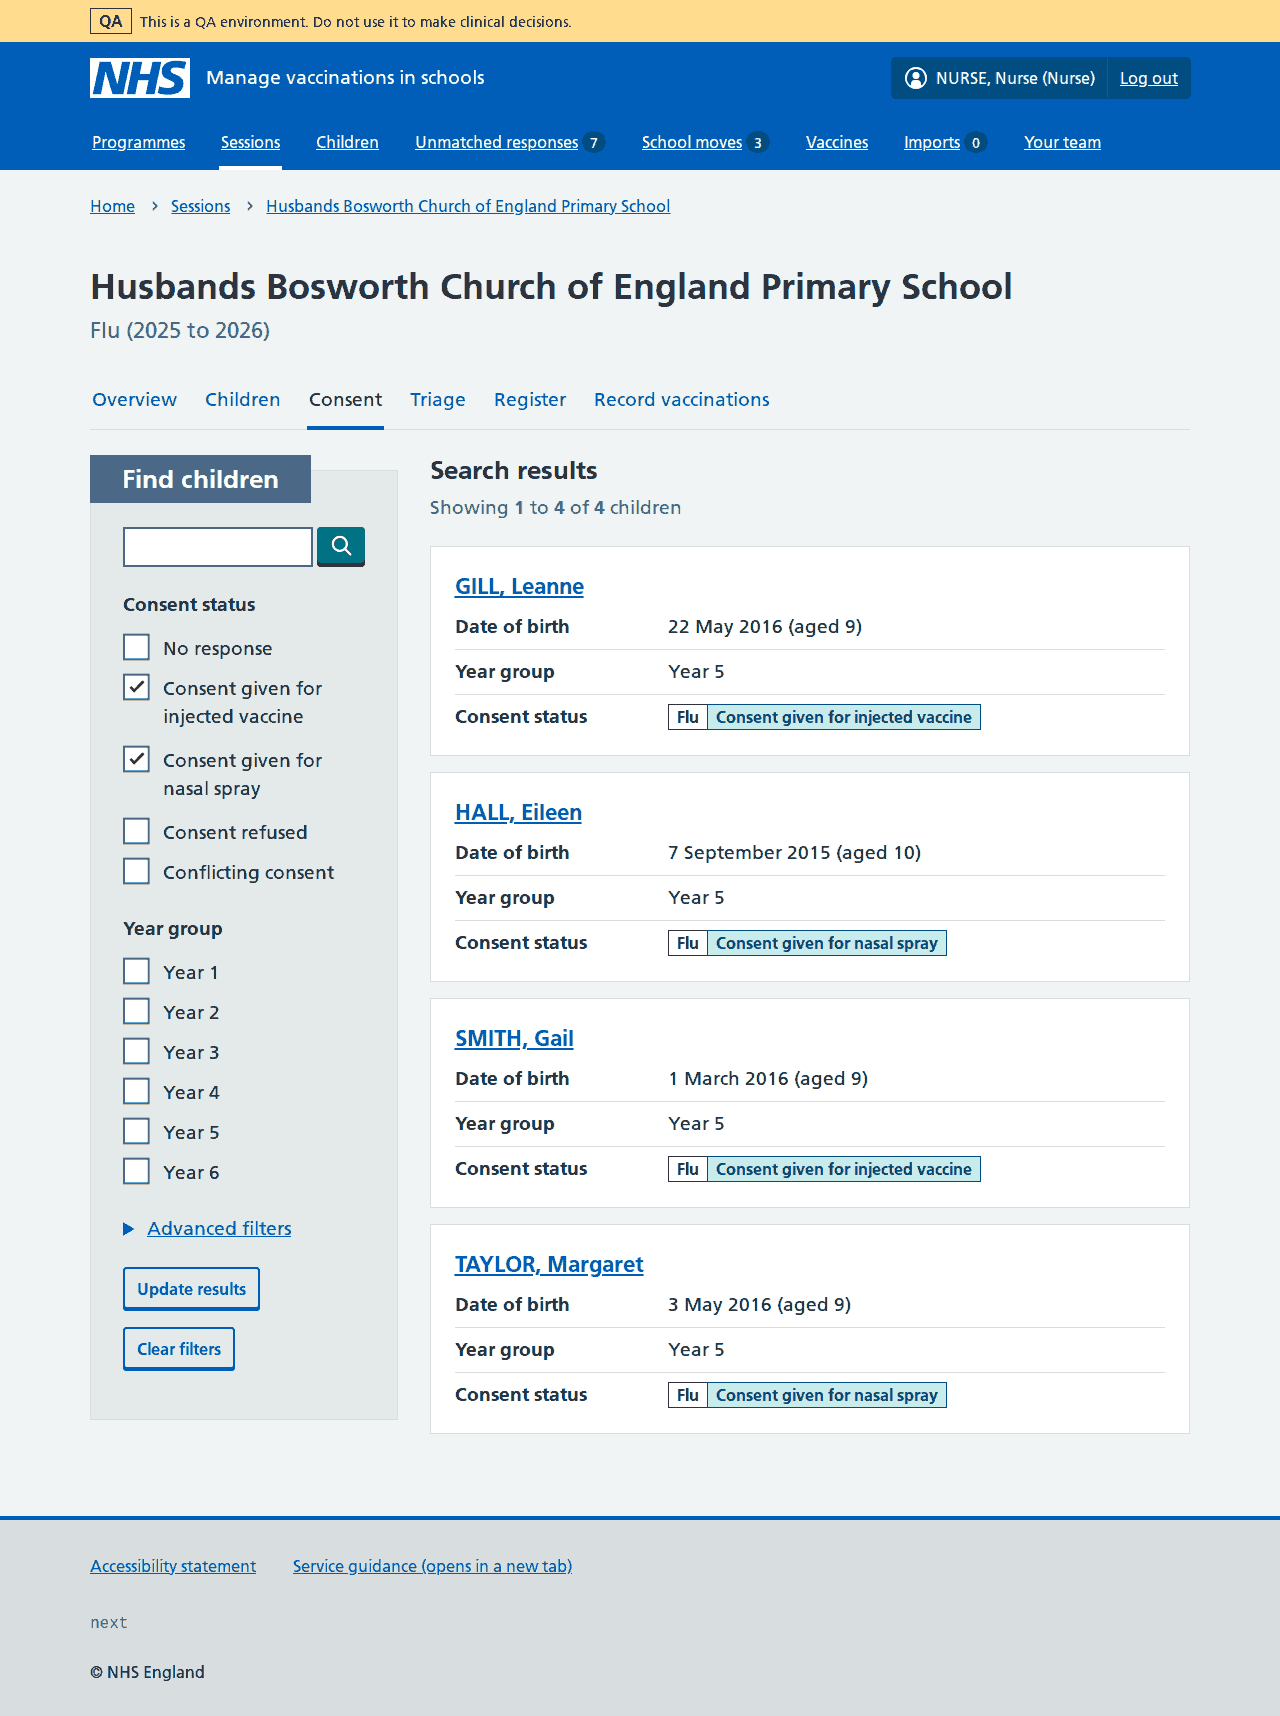 QA This is a QA environment. Do not use it to make clinical decisions.
NHS Manage vaccinations in schools NURSE, Nurse (Nurse) Log out
Programmes Sessions Children Unmatched responses 7 School moves 3 Vaccines Imports 0 Your team
Home Sessions Husbands Bosworth Church of England Primary School
Husbands Bosworth Church of England Primary School
Flu (2025 to 2026)
Overview Children Consent Triage Register Record vaccinations
Find children
Consent status
No response
Consent given for
injected vaccine
Consent given for
nasal spray
Consent refused
Conflicting consent
Year group
Year 1
Year 2
Year 3
Year 4
Year 5
Year 6
Advanced filters
Update results
Clear filters
Search results
Showing 1 to 4 of 4 children
GILL, Leanne
Date of birth 22 May 2016 (aged 9)
Year group Year 5
Consent status Flu Consent given for injected vaccine
HALL, Eileen
Date of birth 7 September 2015 (aged 10)
Year group Year 5
Consent status Flu Consent given for nasal spray
SMITH, Gail
Date of birth 1 March 2016 (aged 9)
Year group Year 5
Consent status Flu Consent given for injected vaccine
TAYLOR, Margaret
Date of birth 3 May 2016 (aged 9)
Year group Year 5
Consent status Flu Consent given for nasal spray
Accessibility statement Service guidance (opens in a new tab)
next
© NHS England